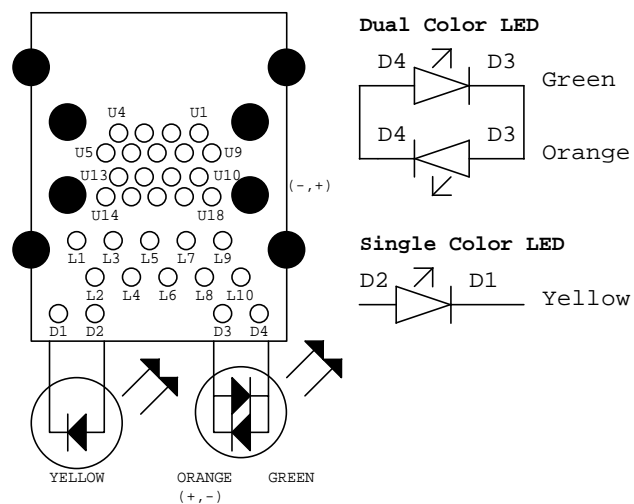 Dual Color LED
D4 D3 Green
D4 D3 Orange
Single Color LED
D2 D1 Yellow
U4 U1
U5 U9
U13 U10
(-,+)
U14 U18
L1 L3 L5 L7 L9
L2 L4 L6 L8 L10
D1 D2 D3 D4
YELLOW ORANGE GREEN
(+,-)